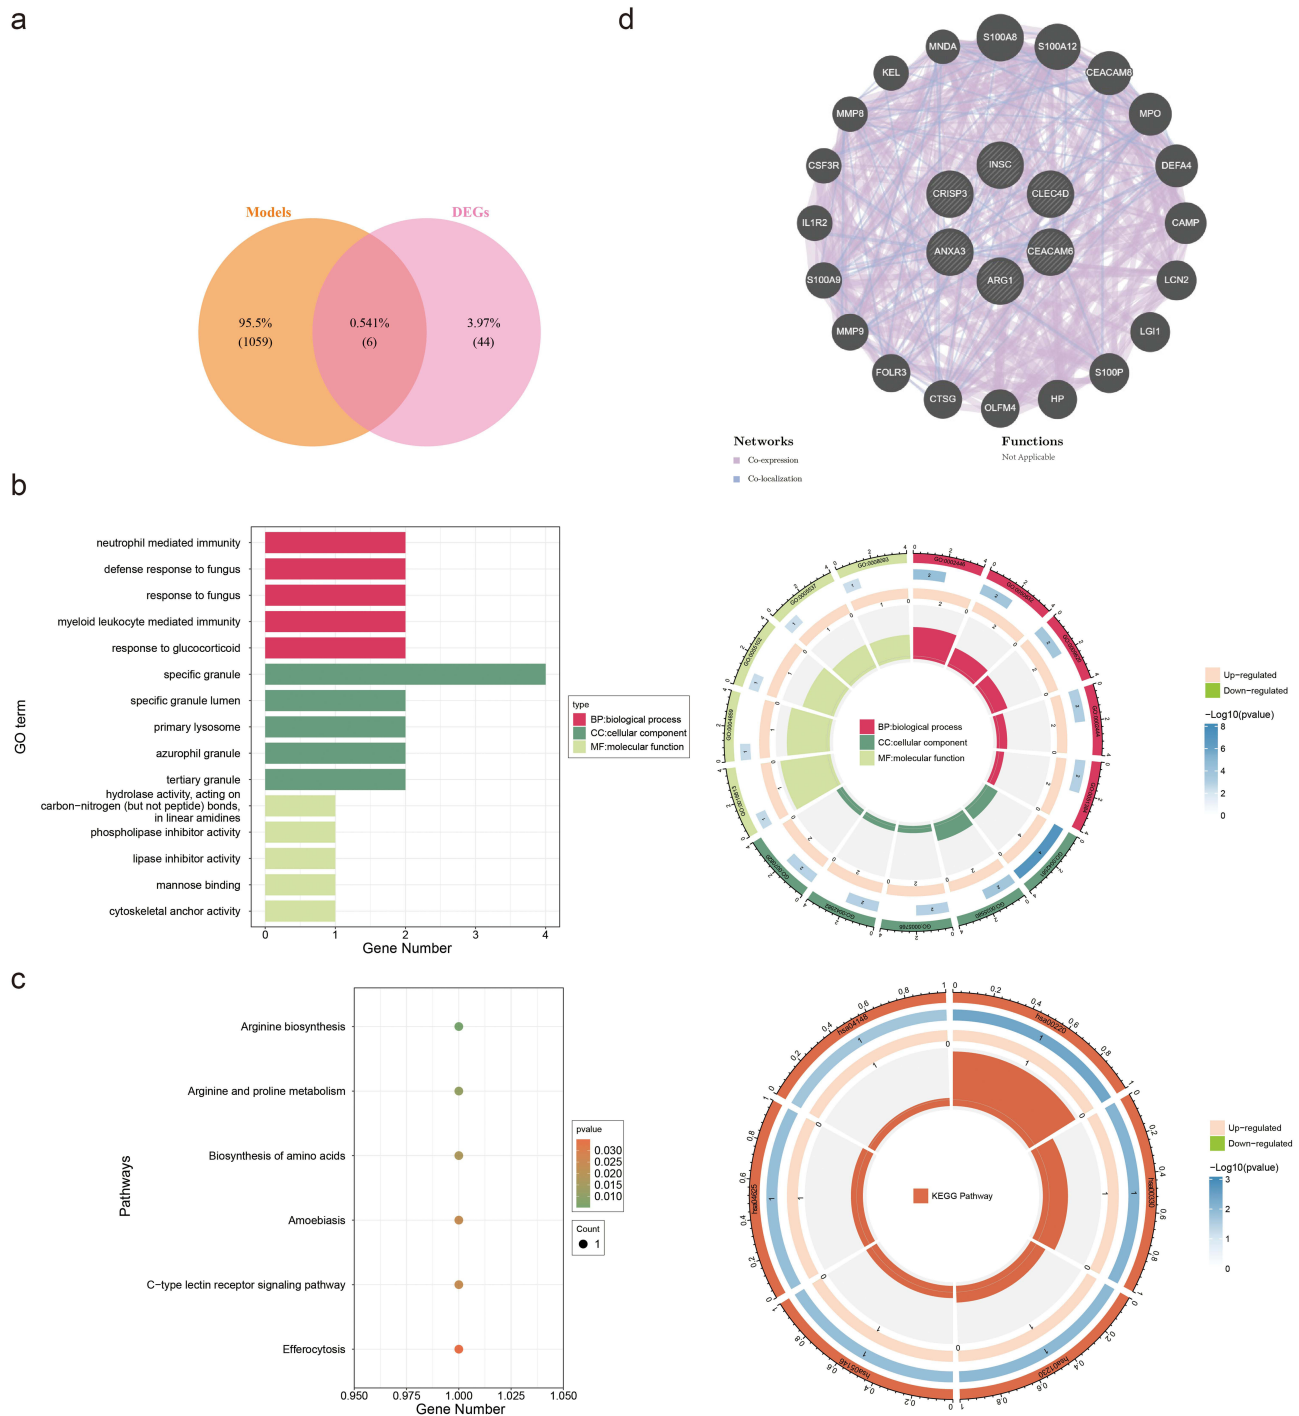 a
Models
DEGs
95.5%
(1059)
0.541%
(6)
3.97%
(44)
d
S100A8
S100A12
CEACAM8
MPO
DEFA4
CAMP
LCN2
LGI1
S100P
HP
OLFM4
CTSG
FOLR3
MMP9
S100A9
IL1R2
CSF3R
MMP8
KEL
MNDA
INSC
CLEC4D
CEACAM6
ARG1
ANXA3
CRISP3
Networks
Co-expression
Co-localization
Functions
Not Applicable
b
GO term
neutrophil mediated immunity
defense response to fungus
response to fungus
myeloid leukocyte mediated immunity
response to glucocorticoid
specific granule
specific granule lumen
primary lysosome
azurophil granule
tertiary granule
hydrolase activity, acting on
carbon−nitrogen (but not peptide) bonds,
in linear amidines
phospholipase inhibitor activity
lipase inhibitor activity
mannose binding
cytoskeletal anchor activity
0 1 2 3 4
Gene Number
type
BP:biological process
CC:cellular component
MF:molecular function
BP:biological process
CC:cellular component
MF:molecular function
Up−regulated
Down−regulated
−Log10(pvalue)
8
6
4
2
0
c
Pathways
Arginine biosynthesis
Arginine and proline metabolism
Biosynthesis of amino acids
Amoebiasis
C−type lectin receptor signaling pathway
Efferocytosis
0.950 0.975 1.000 1.025 1.050
Gene Number
pvalue
0.030
0.025
0.020
0.015
0.010
Count
1
hsa00220
hsa00330
hsa01230
hsa05146
hsa04625
hsa04148
KEGG Pathway
Up−regulated
Down−regulated
−Log10(pvalue)
3
2
1
0